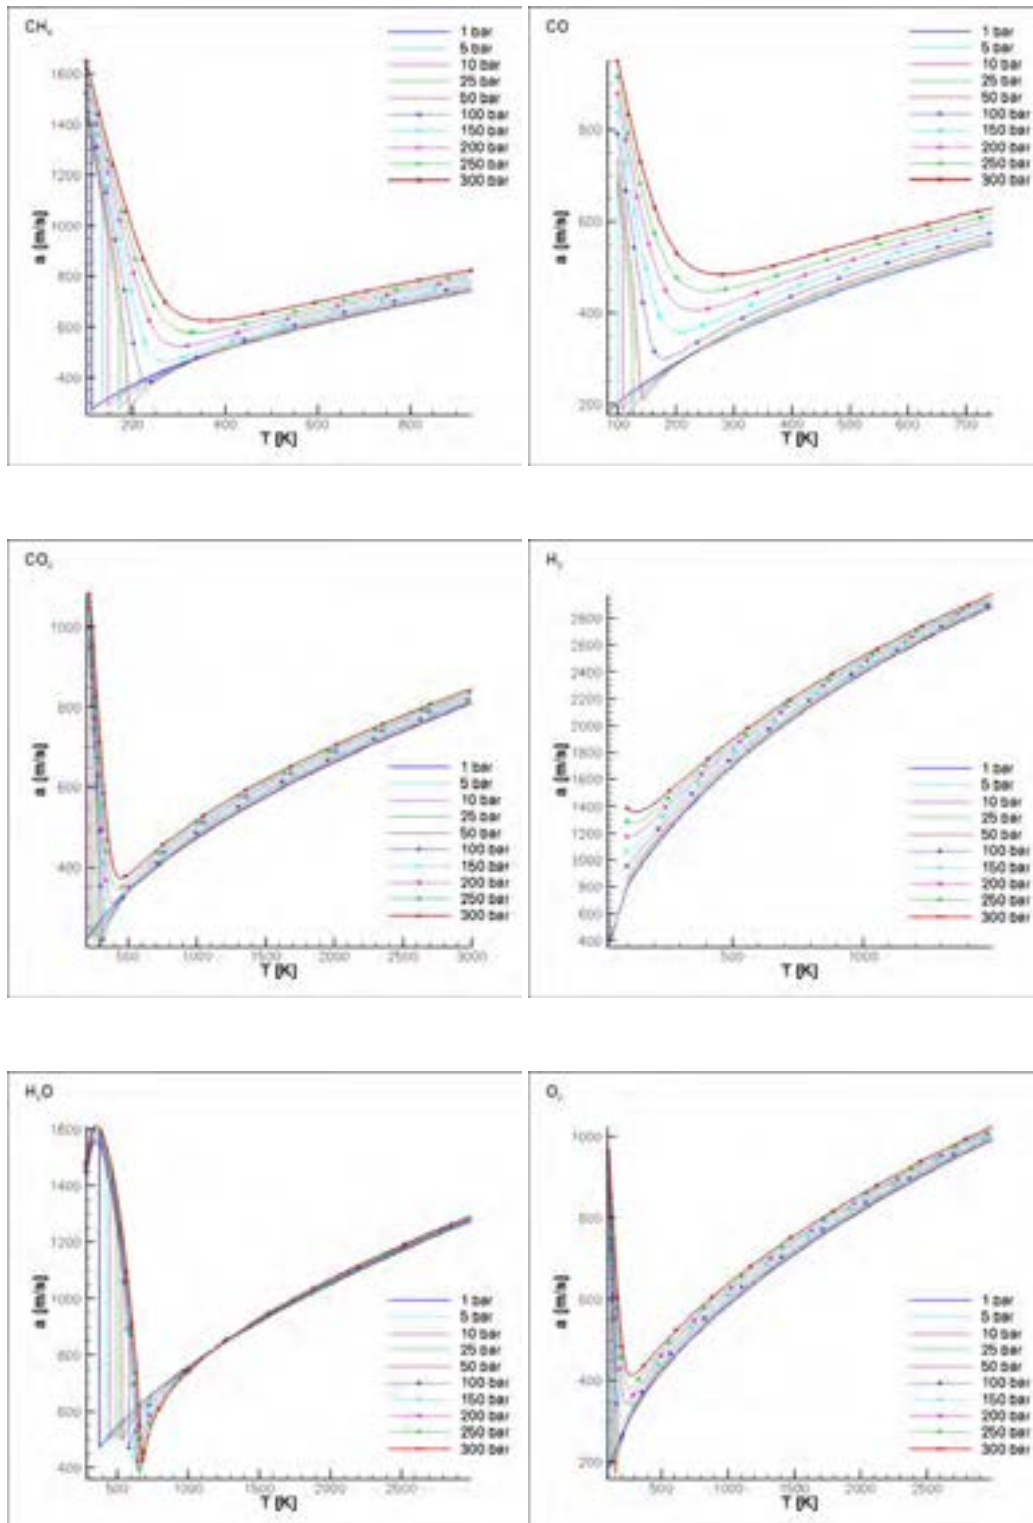 CH₄
1 bar
5 bar
10 bar
25 bar
50 bar
100 bar
150 bar
200 bar
250 bar
300 bar
1600
1400
1200
1000
800
600
400
a [m/s]
200 400 600 800
T [K]
CO
1 bar
5 bar
10 bar
25 bar
50 bar
100 bar
150 bar
200 bar
250 bar
300 bar
800
600
400
200
a [m/s]
100 200 300 400 500 600 700
T [K]
CO₂
1000
800
600
400
a [m/s]
1 bar
5 bar
10 bar
25 bar
50 bar
100 bar
150 bar
200 bar
250 bar
300 bar
500 1000 1500 2000 2500 3000
T [K]
H₂
2800
2600
2400
2200
2000
1800
1600
1400
1200
1000
800
600
400
a [m/s]
1 bar
5 bar
10 bar
25 bar
50 bar
100 bar
150 bar
200 bar
250 bar
300 bar
500 1000
T [K]
H₂O
1600
1400
1200
1000
800
600
400
a [m/s]
1 bar
5 bar
10 bar
25 bar
50 bar
100 bar
150 bar
200 bar
250 bar
300 bar
500 1000 1500 2000 2500
T [K]
O₂
1000
800
600
400
200
a [m/s]
1 bar
5 bar
10 bar
25 bar
50 bar
100 bar
150 bar
200 bar
250 bar
300 bar
500 1000 1500 2000 2500
T [K]